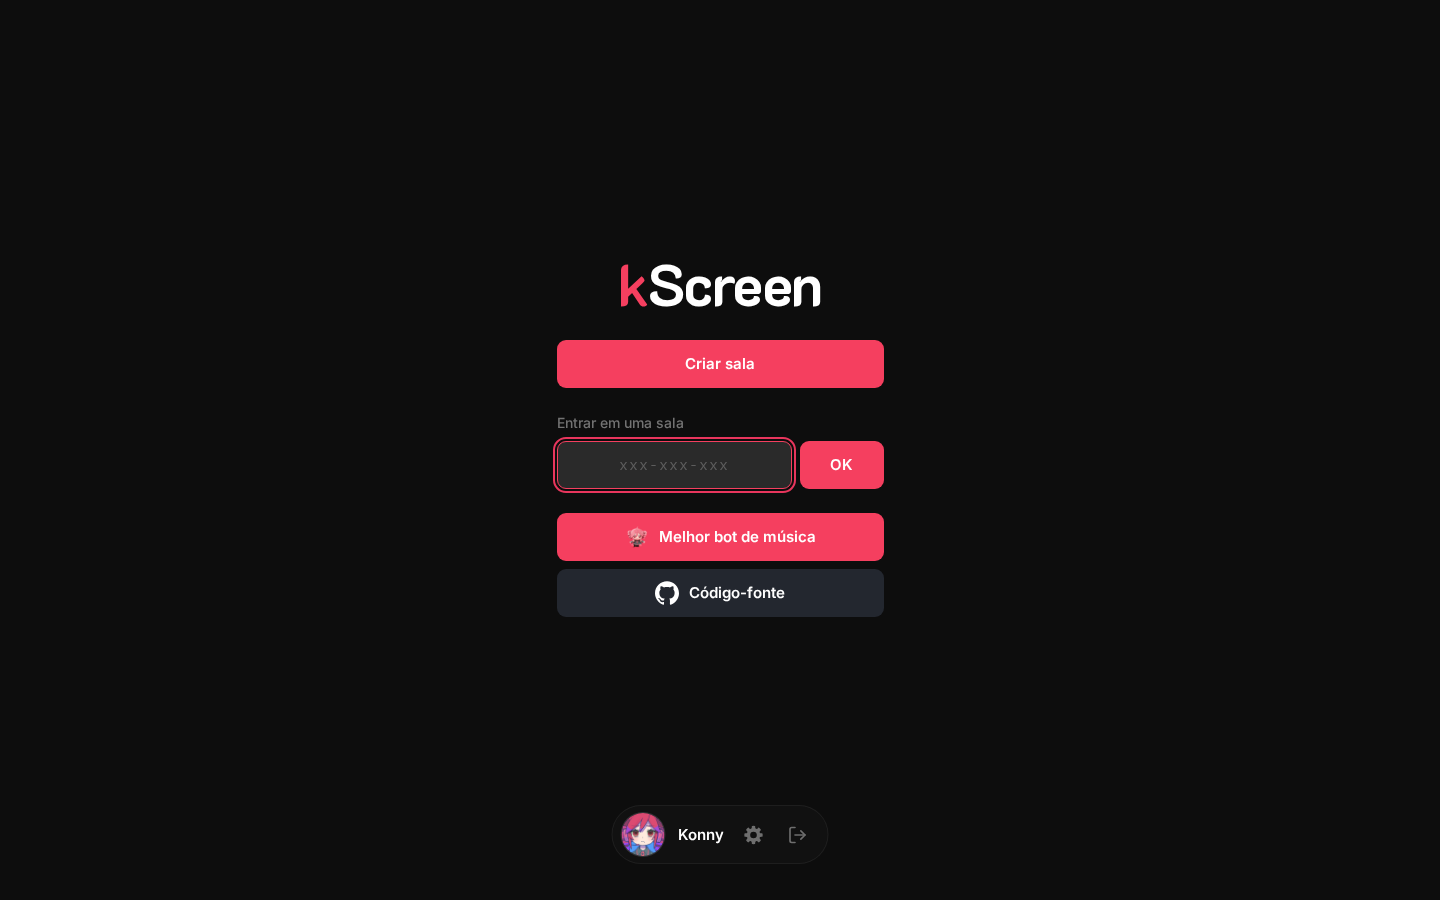 kScreen
Criar sala
Entrar em uma sala
xxx-xxx-xxx
OK
Melhor bot de música
Código-fonte
Konny